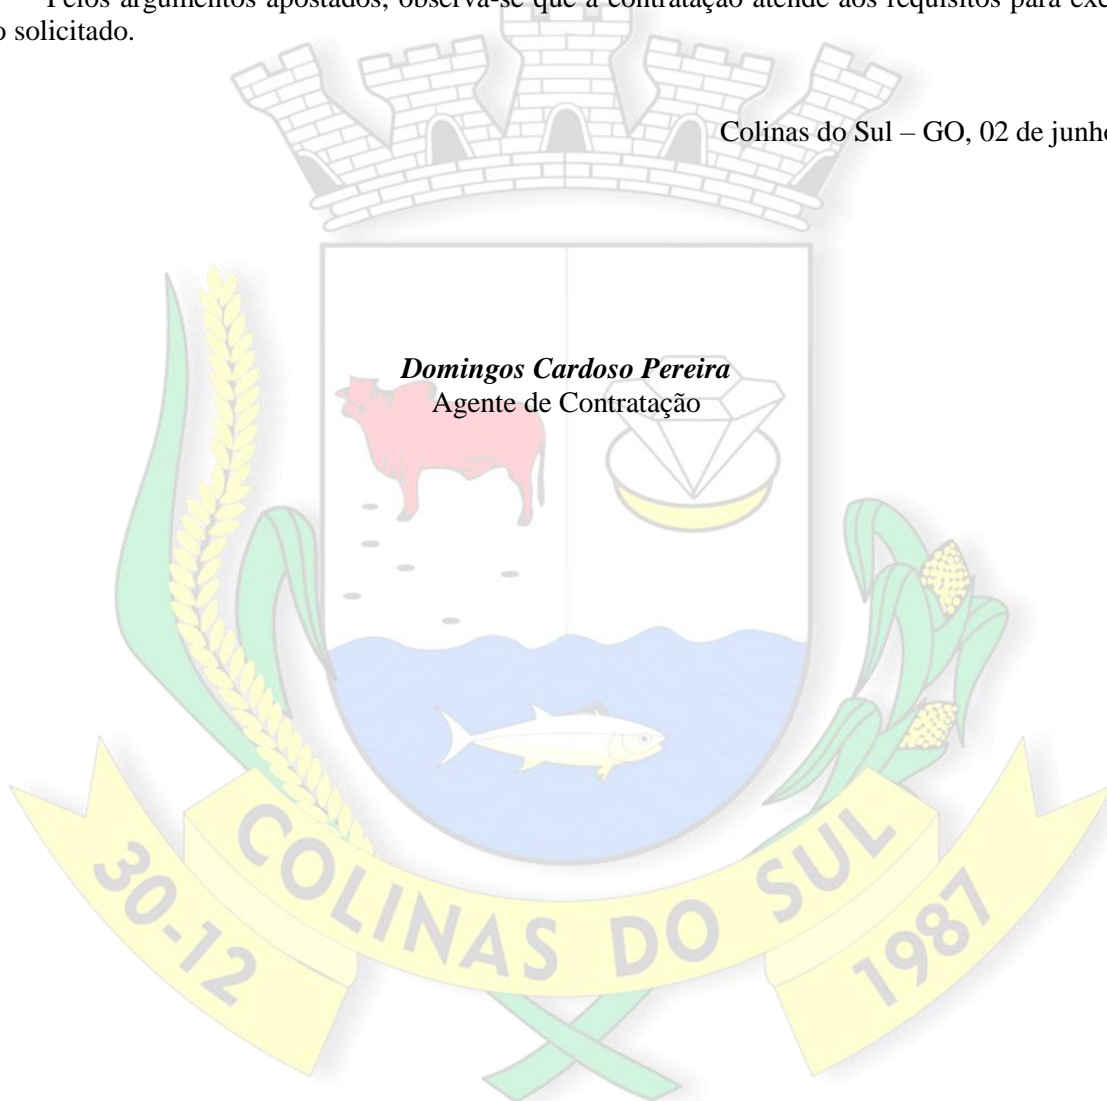 Pelos argumentos apostados, observa-se que a contratação atende aos requisitos para
o solicitado.
Colinas do Sul – GO, 02 de junho
Domingos Cardoso Pereira
Agente de Contratação
30-12
COLINAS DO SUL
1987